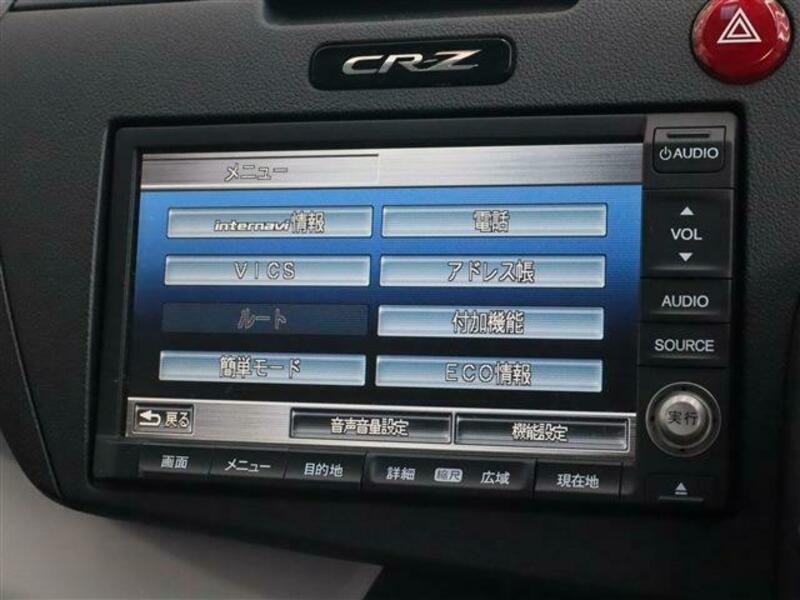 CR-Z
メニュー
internavi情報 電話
VICS アドレス帳
ルート 付加機能
簡単モード ECO情報
戻る 音声音量設定 機能設定
画面 メニュー 目的地 詳細 縮尺 広域 現在地
AUDIO
VOL
AUDIO
SOURCE
実行